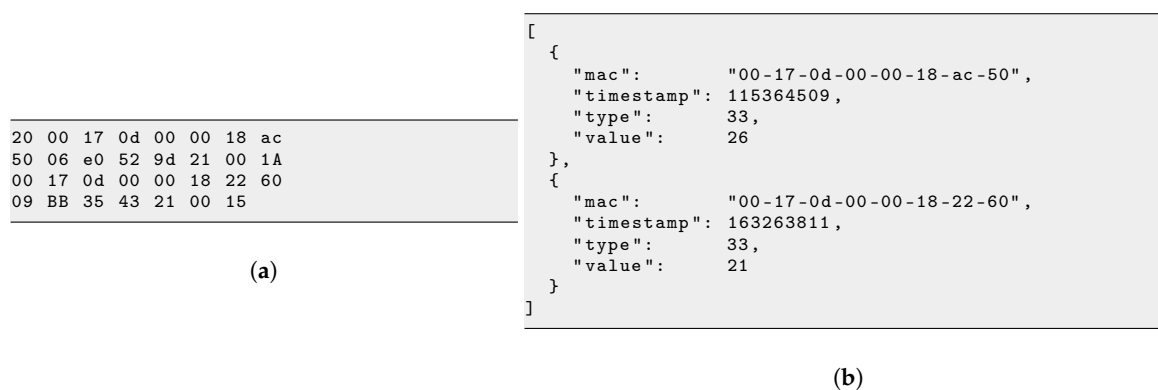 20 00 17 0d 00 00 18 ac
50 06 e0 52 9d 21 00 1A
00 17 0d 00 00 18 22 60
09 BB 35 43 21 00 15
(a)
[
  {
    "mac":       "00-17-0d-00-00-18-ac-50",
    "timestamp": 115364509,
    "type":      33,
    "value":     26
  },
  {
    "mac":       "00-17-0d-00-00-18-22-60",
    "timestamp": 163263811,
    "type":      33,
    "value":     21
  }
]
(b)